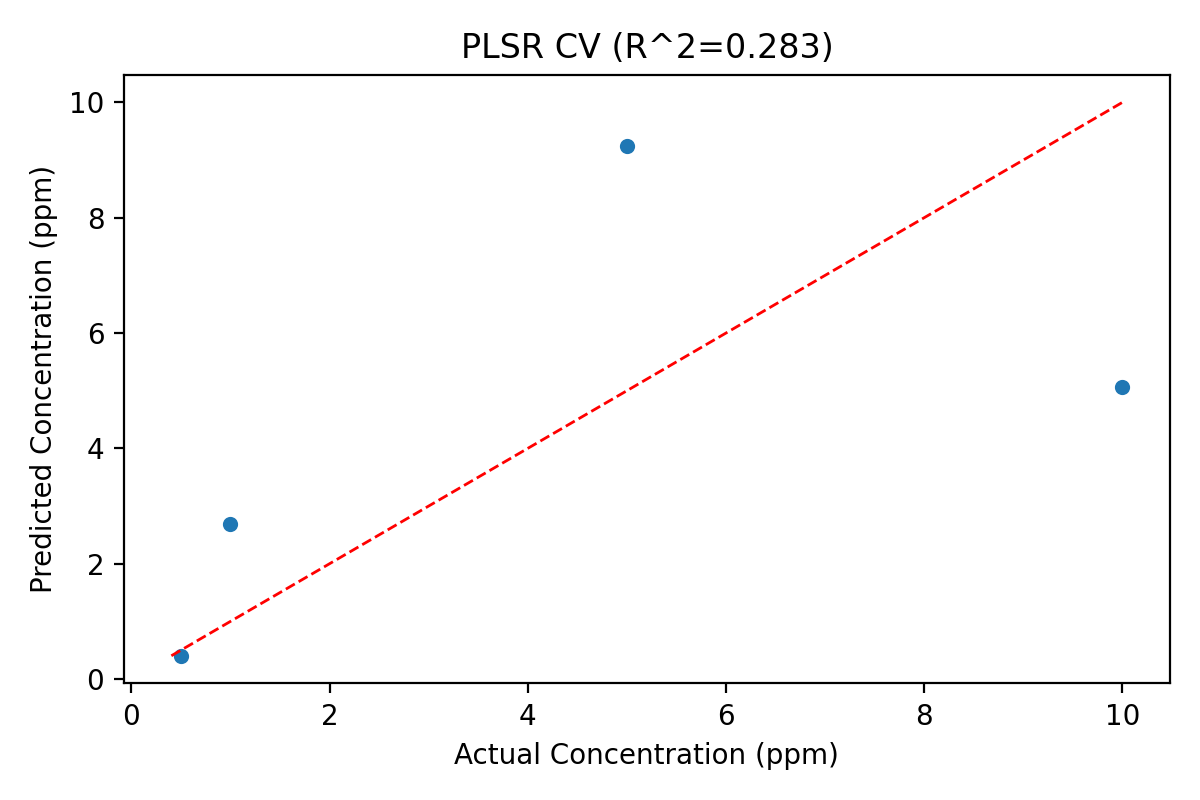 PLSR CV (R^2=0.283)
10
8
6
4
2
0
Predicted Concentration (ppm)
0 2 4 6 8 10
Actual Concentration (ppm)